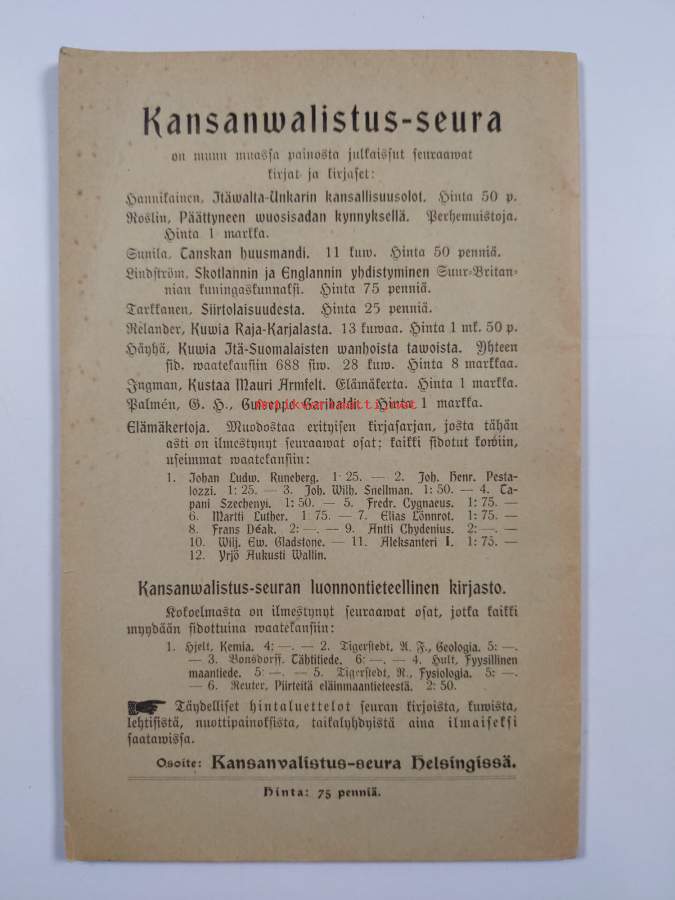 Kansanwalistus-seura
on muun muassa painosta julkaissut seuraawat
kirjat ja kirjaset:
Hannikainen, Itäwalta-Unkarin kansallisuusolot. Hinta 50 p.
Roslin, Päättyneen wuosisadan kynnyksellä. Perhemuistoja.
Hinta 1 markka.
Sunila, Tanskan huusmandi. 11 kuw. Hinta 50 penniä.
Lindström, Skotlannin ja Englannin yhdistyminen Suur-Britan-
nian kuningaskunnaksi. Hinta 75 penniä.
Tarkkanen, Siirtolaisuudesta. Hinta 25 penniä.
Relander, Kuwia Raja-Karjalasta. 13 kuwaa. Hinta 1 mk. 50 p.
Häyhä, Kuwia Itä-Suomalaisten wanhoista tawoista. Yhteen
sid. waatekansiin 688 siw. 28 kuw. Hinta 8 markkaa.
Ingman, Kustaa Mauri Armfelt. Elämäkerta. Hinta 1 markka.
Palmén, E. G., Guiseppe Garibaldi. Hinta 1 markka.
Elämäkertoja. Muodostaa erityisen kirjasarjan, josta tähän
asti on ilmestynyt seuraawat osat; kaikki sidotut korwiin,
useimmat waatekansiin:
1. Johan Ludw. Runeberg. 1: 25. — 2. Joh. Henr. Pesta-
lozzi. 1: 25. — 3. Joh. Wilh. Snellman. 1: 50. — 4. Ta-
pani Szechenyi. 1: 50. — 5. Fredr. Cygnaeus. 1: 75. —
6. Martti Luther. 1: 75. — 7. Elias Lönnrot. 1: 75. —
8. Frans Déak. 2: —. — 9. Antti Chydenius. 2: —. —
10. Wilj. Ew. Gladstone. — 11. Aleksanteri I. 1: 75. —
12. Yrjö Aukusti Wallin.
Kansanwalistus-seuran luonnontieteellinen kirjasto.
Kokoelmasta on ilmestynyt seuraawat osat, jotka kaikki
myydään sidottuina waatekansiin:
1. Hjelt, Kemia. 4: —. — 2. Tigerstedt, A. F., Geologia. 5: —.
— 3. Bonsdorff. Tähtitiede. 6: —. — 4. Hult, Fyysillinen
maantiede. 5: —. — 5. Tigerstedt, R., Fysiologia. 5: —.
— 6. Reuter, Piirteitä eläinmaantieteestä. 2: 50.
Täydelliset hintaluettelot seuran kirjoista, kuwista,
lehtisistä, nuottipainoksista, taikalyhdyistä aina ilmaiseksi
saatawissa.
Osoite: Kansanvalistus-seura Helsingissä.
Hinta: 75 penniä.